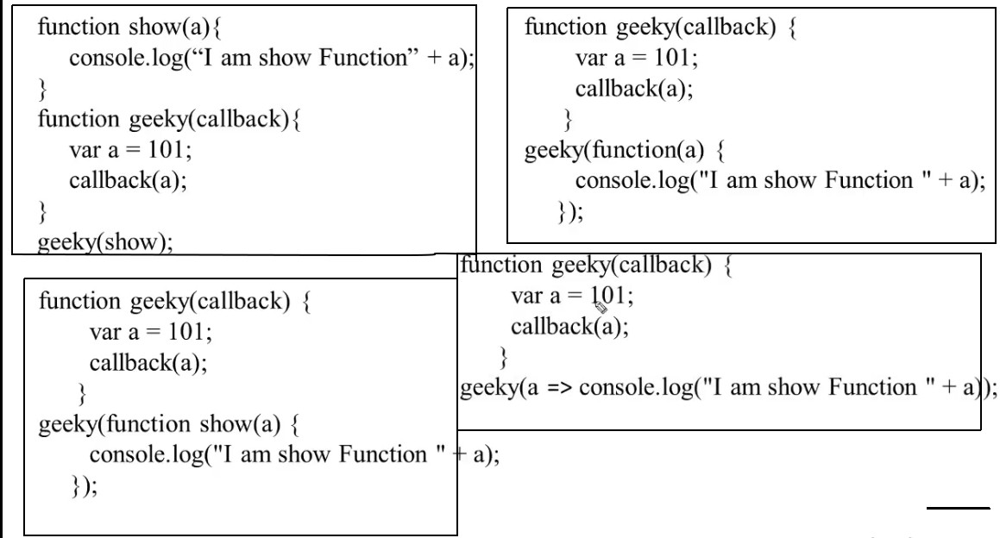 function show(a){
console.log(“I am show Function” + a);
}
function geeky(callback){
var a = 101;
callback(a);
}
geeky(show);
function geeky(callback) {
var a = 101;
callback(a);
}
geeky(function(a) {
console.log("I am show Function " + a);
});
function geeky(callback) {
var a = 101;
callback(a);
}
geeky(function show(a) {
console.log("I am show Function " + a);
});
function geeky(callback) {
var a = 101;
callback(a);
}
geeky(a => console.log("I am show Function " + a));